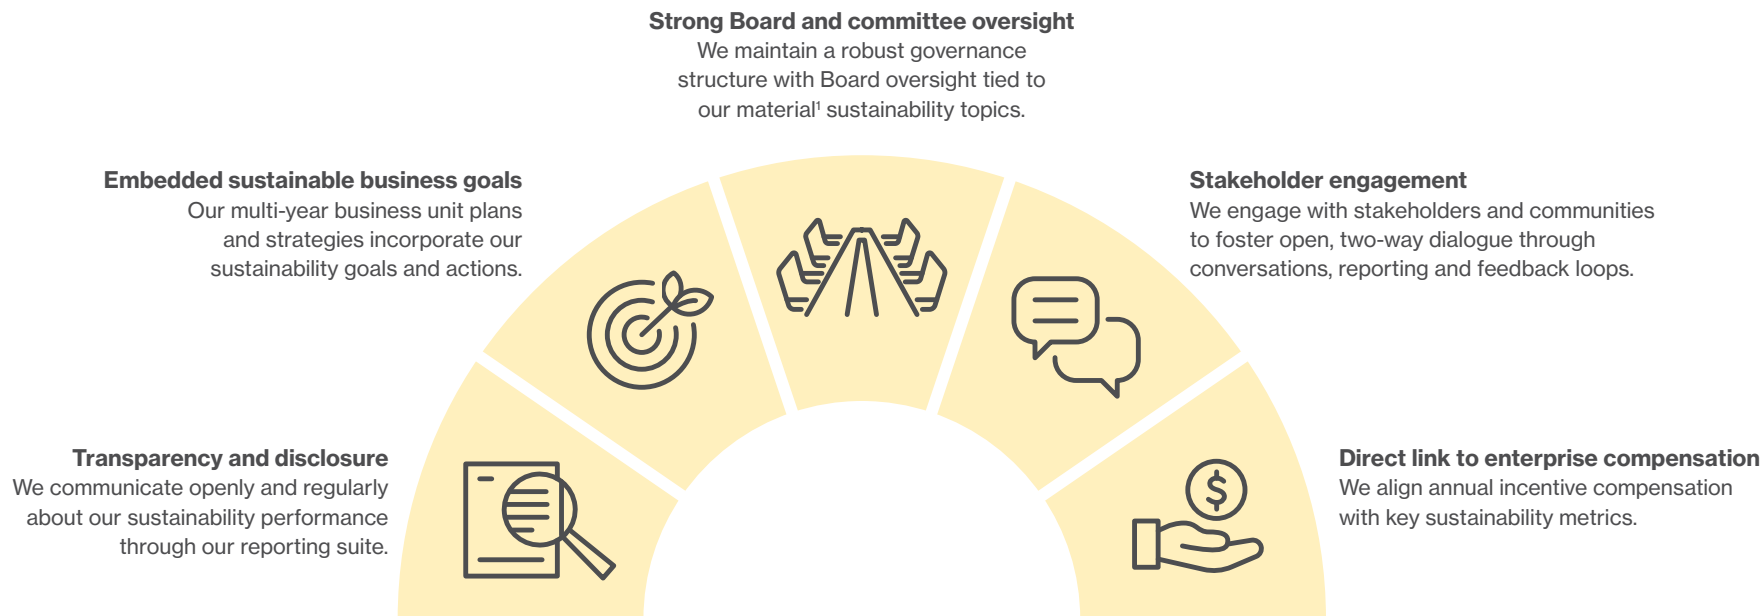 Strong Board and committee oversight
We maintain a robust governance
structure with Board oversight tied to
our material¹ sustainability topics.
Embedded sustainable business goals
Our multi-year business unit plans
and strategies incorporate our
sustainability goals and actions.
Stakeholder engagement
We engage with stakeholders and communities
to foster open, two-way dialogue through
conversations, reporting and feedback loops.
Transparency and disclosure
We communicate openly and regularly
about our sustainability performance
through our reporting suite.
$
Direct link to enterprise compensation
We align annual incentive compensation
with key sustainability metrics.